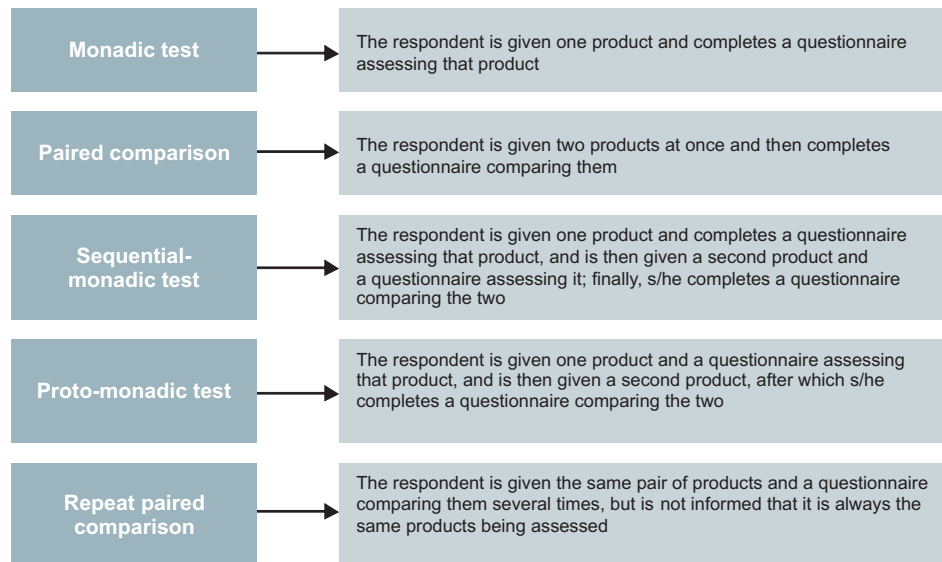 Monadic test
The respondent is given one product and completes a questionnaire
assessing that product
Paired comparison
The respondent is given two products at once and then completes
a questionnaire comparing them
Sequential-
monadic test
The respondent is given one product and completes a questionnaire
assessing that product, and is then given a second product and
a questionnaire assessing it; finally, s/he completes a questionnaire
comparing the two
Proto-monadic test
The respondent is given one product and a questionnaire assessing
that product, and is then given a second product, after which s/he
completes a questionnaire comparing the two
Repeat paired
comparison
The respondent is given the same pair of products and a questionnaire
comparing them several times, but is not informed that it is always the
same products being assessed